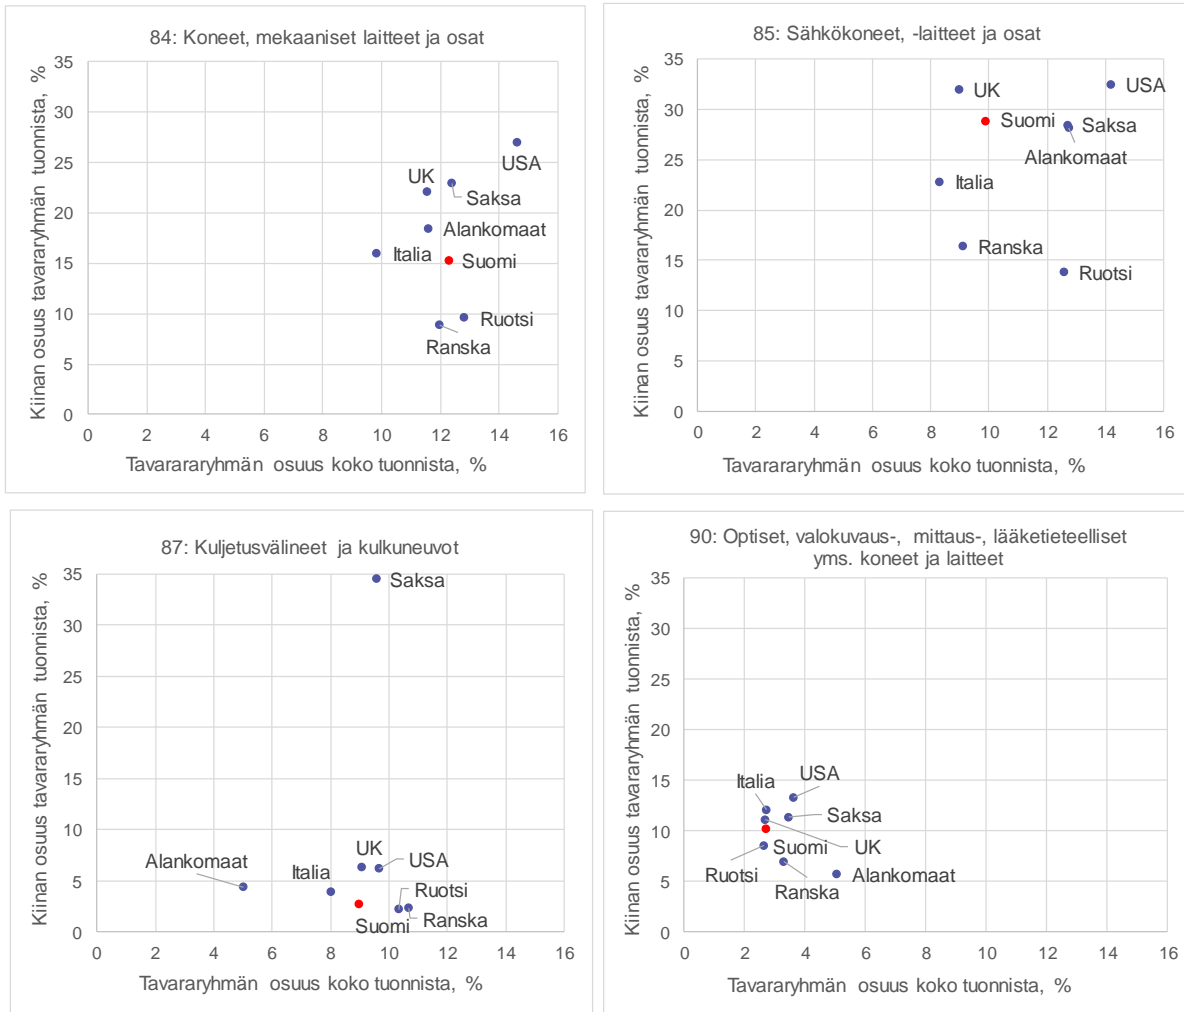 84: Koneet, mekaaniset laitteet ja osat
Kiinan osuus tavararyhmän tuonnista, %
35
30
25
20
15
10
5
0
USA
UK
Saksa
Alankomaat
Italia
Suomi
Ruotsi
Ranska
0 2 4 6 8 10 12 14 16
Tavarararyhmän osuus koko tuonnista, %
85: Sähkökoneet, -laitteet ja osat
Kiinan osuus tavararyhmän tuonnista, %
35
30
25
20
15
10
5
0
USA
UK
Suomi
Saksa
Alankomaat
Italia
Ranska
Ruotsi
0 2 4 6 8 10 12 14 16
Tavarararyhmän osuus koko tuonnista, %
87: Kuljetusvälineet ja kulkuneuvot
Kiinan osuus tavararyhmän tuonnista, %
35
30
25
20
15
10
5
0
Saksa
UK
USA
Alankomaat
Italia
Ruotsi
Suomi
Ranska
0 2 4 6 8 10 12 14 16
Tavarararyhmän osuus koko tuonnista, %
90: Optiset, valokuvaus-, mittaus-, lääketieteelliset
yms. koneet ja laitteet
Kiinan osuus tavararyhmän tuonnista, %
35
30
25
20
15
10
5
0
USA
Italia
Saksa
Suomi
UK
Ruotsi
Ranska
Alankomaat
0 2 4 6 8 10 12 14 16
Tavarararyhmän osuus koko tuonnista, %